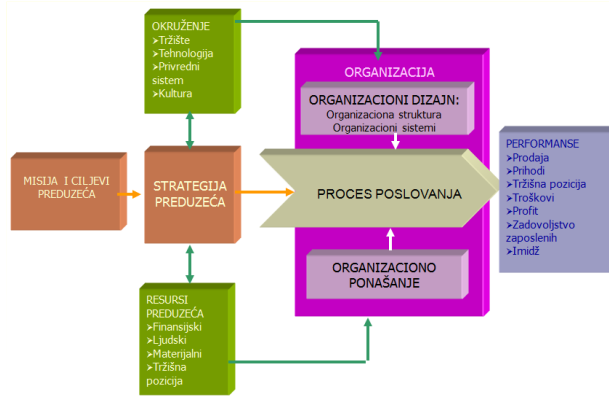 OKRUŽENJE
➢Tržište
➢Tehnologija
➢Privredni
sistem
➢Kultura
MISIJA I CILJEVI
PREDUZEĆA
STRATEGIJA
PREDUZEĆA
RESURSI
PREDUZEĆA
➢Finansijski
➢Ljudski
➢Materijalni
➢Tržišna
pozicija
ORGANIZACIJA
ORGANIZACIONI DIZAJN:
Organizaciona struktura
Organizacioni sistemi
PROCES POSLOVANJA
ORGANIZACIONO
PONAŠANJE
PERFORMANSE
➢Prodaja
➢Prihodi
➢Tržišna pozicija
➢Troškovi
➢Profit
➢Zadovoljstvo
zaposlenih
➢Imidž